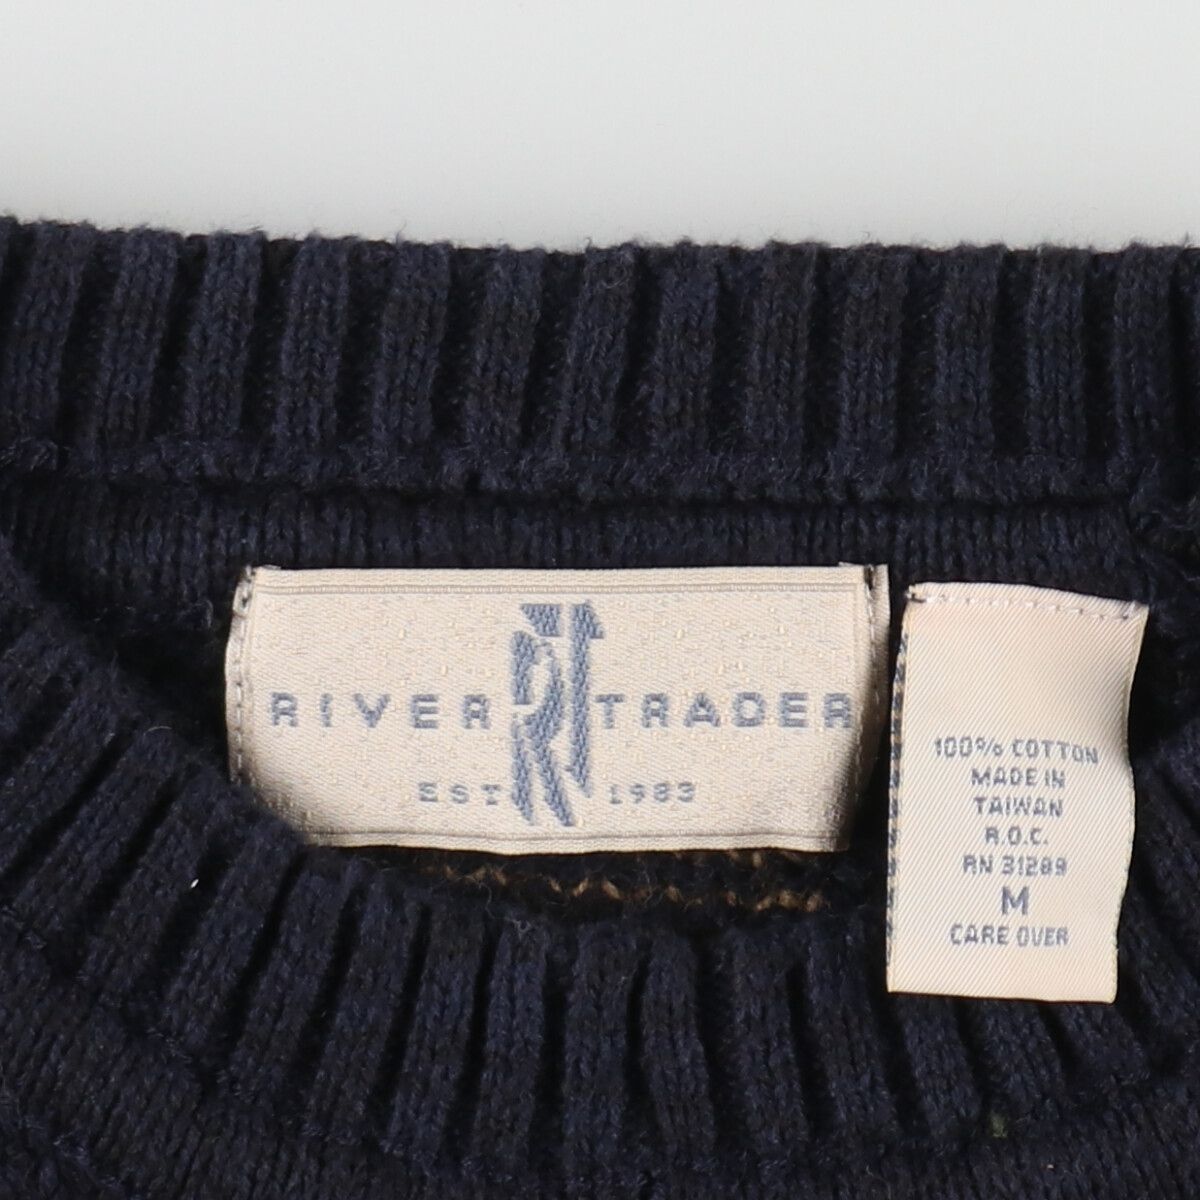 RIVER RT TRADER
EST 1983
100% COTTON
MADE IN
TAIWAN
R.O.C.
RN 31289
M
CARE OVER